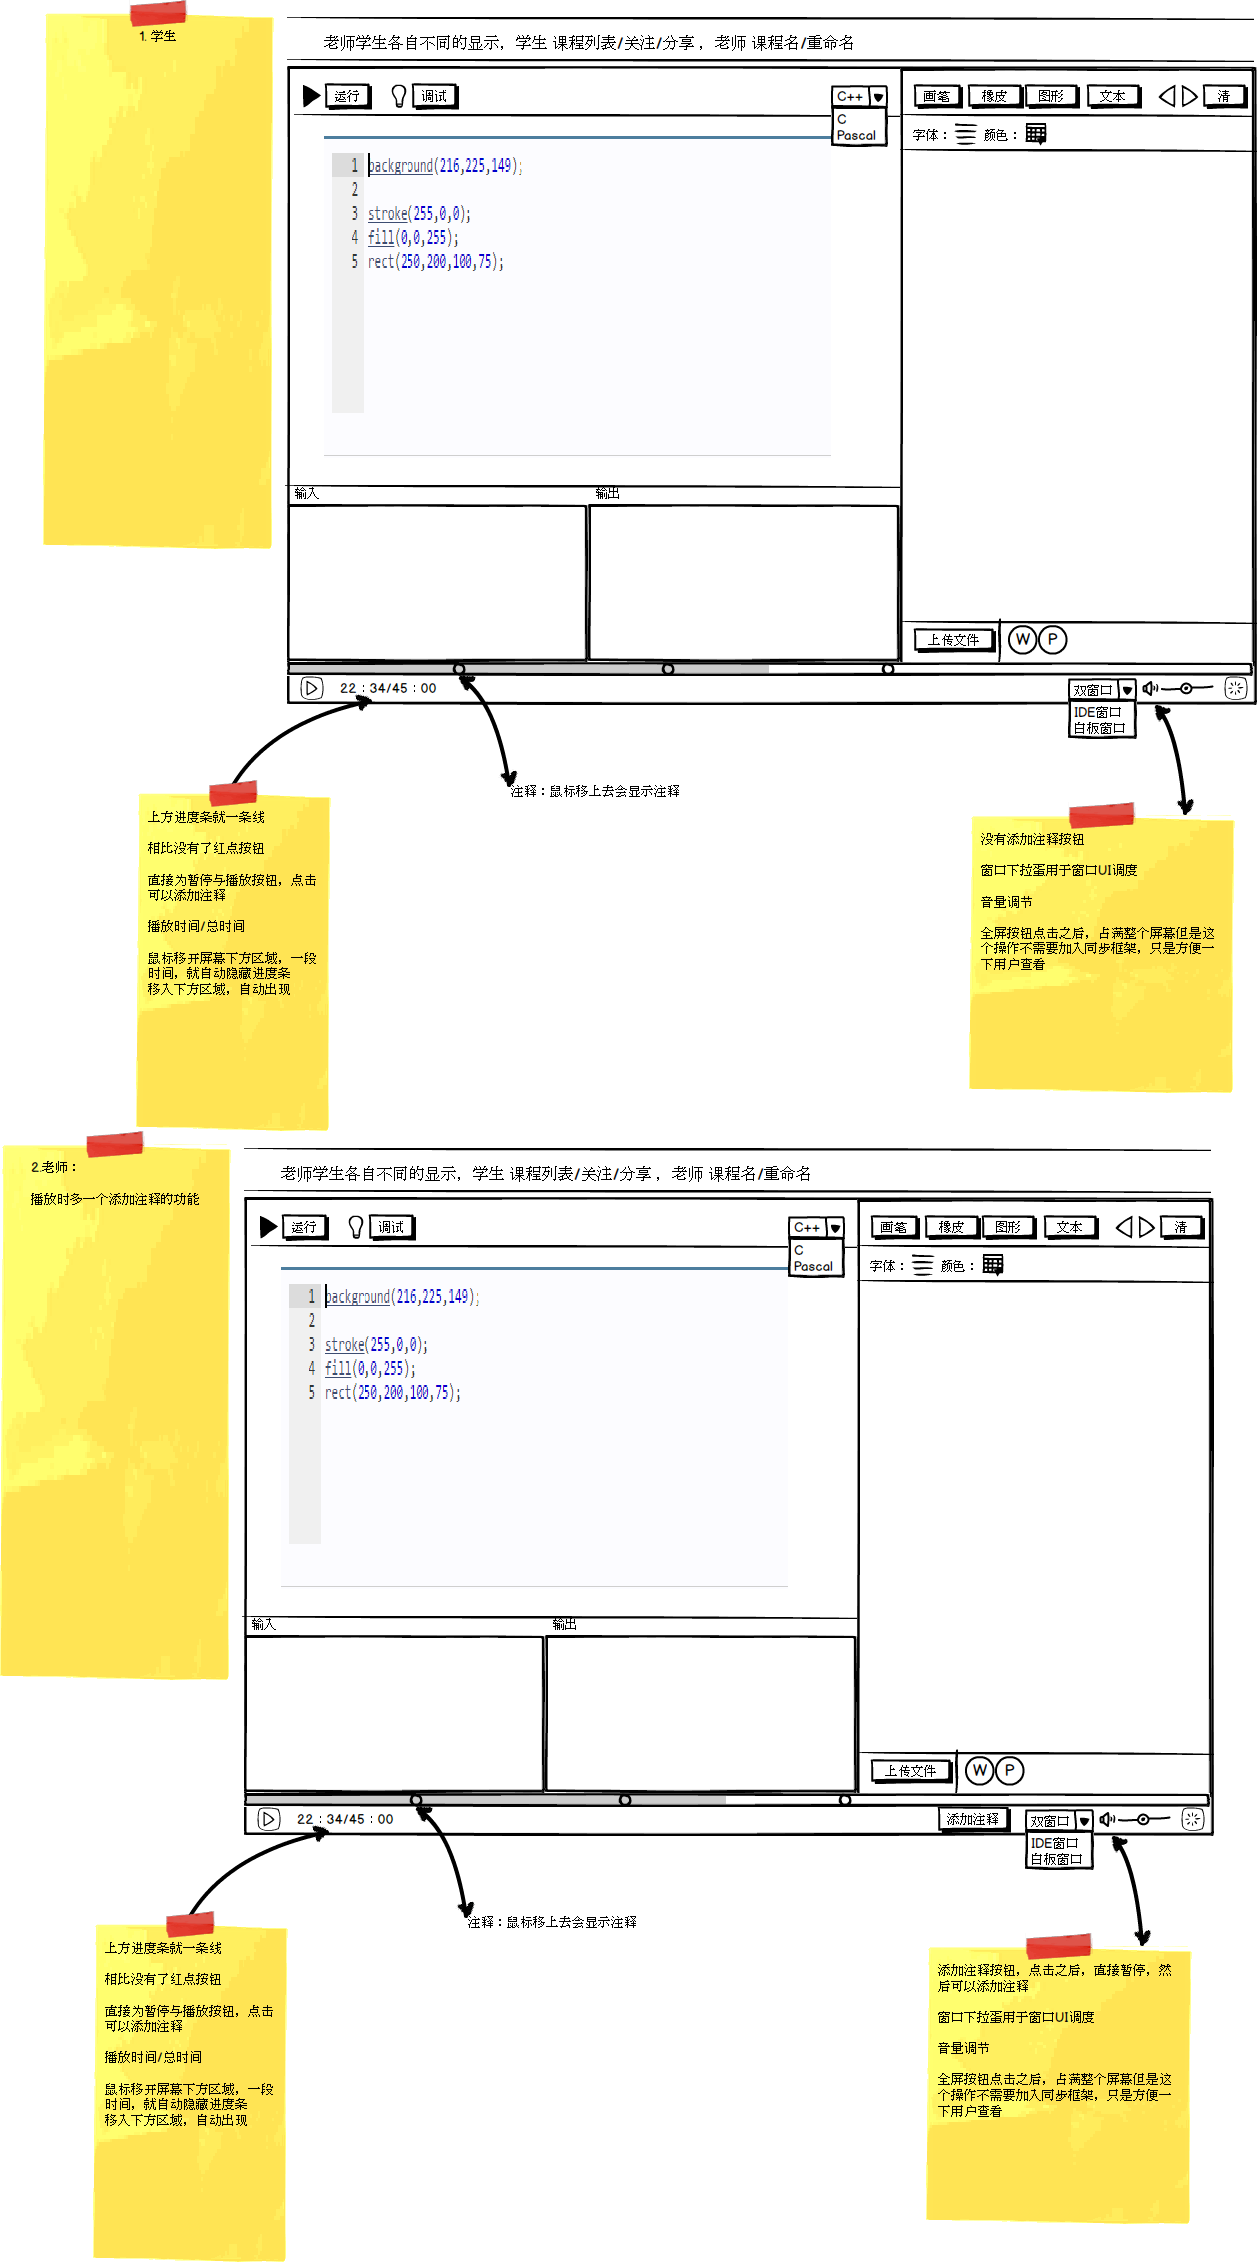 1. 学生
老师学生各自不同的显示，学生 课程列表/关注/分享，老师 课程名/重命名
运行 调试 C++ 画笔 橡皮 图形 文本 清
C
Pascal
字体： 颜色：
1 background(216,225,149);
2
3 stroke(255,0,0);
4 fill(0,0,255);
5 rect(250,200,100,75);
输入 输出
上传文件 W P
22：34/45：00 双窗口
IDE窗口
白板窗口
注释：鼠标移上去会显示注释
上方进度条就一条线
相比没有了红点按钮
直接为暂停与播放按钮，点击
可以添加注释
播放时间/总时间
鼠标移开屏幕下方区域，一段
时间，就自动隐藏进度条
移入下方区域，自动出现
没有添加注释按钮
窗口下拉蛋用于窗口UI调度
音量调节
全屏按钮点击之后，占满整个屏幕但是这
个操作不需要加入同步框架，只是方便一
下用户查看
2.老师：
播放时多一个添加注释的功能
老师学生各自不同的显示，学生 课程列表/关注/分享，老师 课程名/重命名
运行 调试 C++ 画笔 橡皮 图形 文本 清
C
Pascal
字体： 颜色：
1 background(216,225,149);
2
3 stroke(255,0,0);
4 fill(0,0,255);
5 rect(250,200,100,75);
输入 输出
上传文件 W P
22：34/45：00 添加注释 双窗口
IDE窗口
白板窗口
注释：鼠标移上去会显示注释
上方进度条就一条线
相比没有了红点按钮
直接为暂停与播放按钮，点击
可以添加注释
播放时间/总时间
鼠标移开屏幕下方区域，一段
时间，就自动隐藏进度条
移入下方区域，自动出现
添加注释按钮，点击之后，直接暂停，然
后可以添加注释
窗口下拉蛋用于窗口UI调度
音量调节
全屏按钮点击之后，占满整个屏幕但是这
个操作不需要加入同步框架，只是方便一
下用户查看